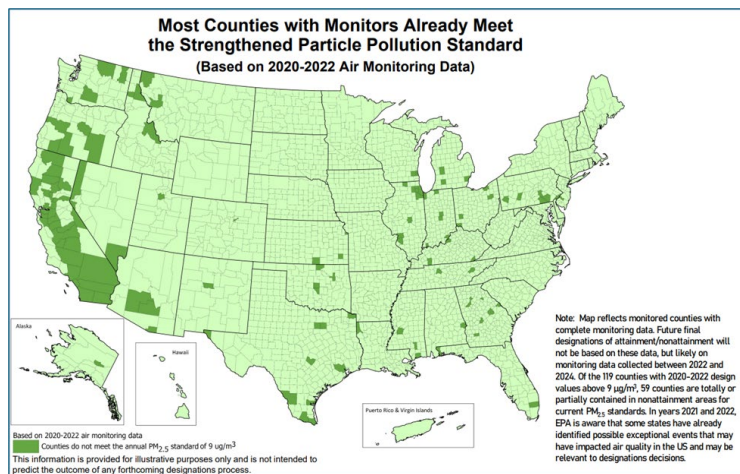 Most Counties with Monitors Already Meet
the Strengthened Particle Pollution Standard
(Based on 2020-2022 Air Monitoring Data)
Alaska
Hawaii
Puerto Rico & Virgin Islands
Note: Map reflects monitored counties with
complete monitoring data. Future final
designations of attainment/nonattainment will
not be based on these data, but likely on
monitoring data collected between 2022 and
2024. Of the 119 counties with 2020-2022 design
values above 9 µg/m³, 59 counties are totally or
partially contained in nonattainment areas for
current PM₂.₅ standards. In years 2021 and 2022,
EPA is aware that some states have already
identified possible exceptional events that may
have impacted air quality in the US and may be
relevant to designations decisions.
Based on 2020-2022 air monitoring data
Counties do not meet the annual PM₂.₅ standard of 9 ug/m³
This information is provided for illustrative purposes only and is not intended to
predict the outcome of any forthcoming designations process.